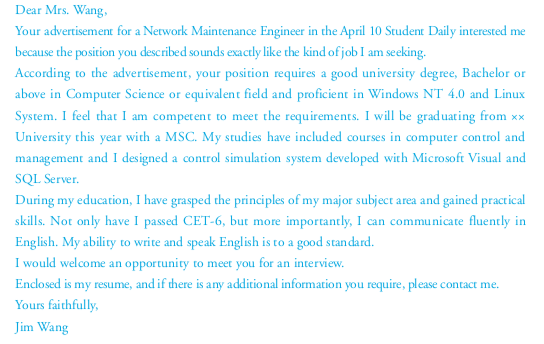 Dear Mrs. Wang,
Your advertisement for a Network Maintenance Engineer in the April 10 Student Daily interested me
because the position you described sounds exactly like the kind of job I am seeking.
According to the advertisement, your position requires a good university degree, Bachelor or
above in Computer Science or equivalent field and proficient in Windows NT 4.0 and Linux
System. I feel that I am competent to meet the requirements. I will be graduating from ××
University this year with a MSC. My studies have included courses in computer control and
management and I designed a control simulation system developed with Microsoft Visual and
SQL Server.
During my education, I have grasped the principles of my major subject area and gained practical
skills. Not only have I passed CET-6, but more importantly, I can communicate fluently in
English. My ability to write and speak English is to a good standard.
I would welcome an opportunity to meet you for an interview.
Enclosed is my resume, and if there is any additional information you require, please contact me.
Yours faithfully,
Jim Wang